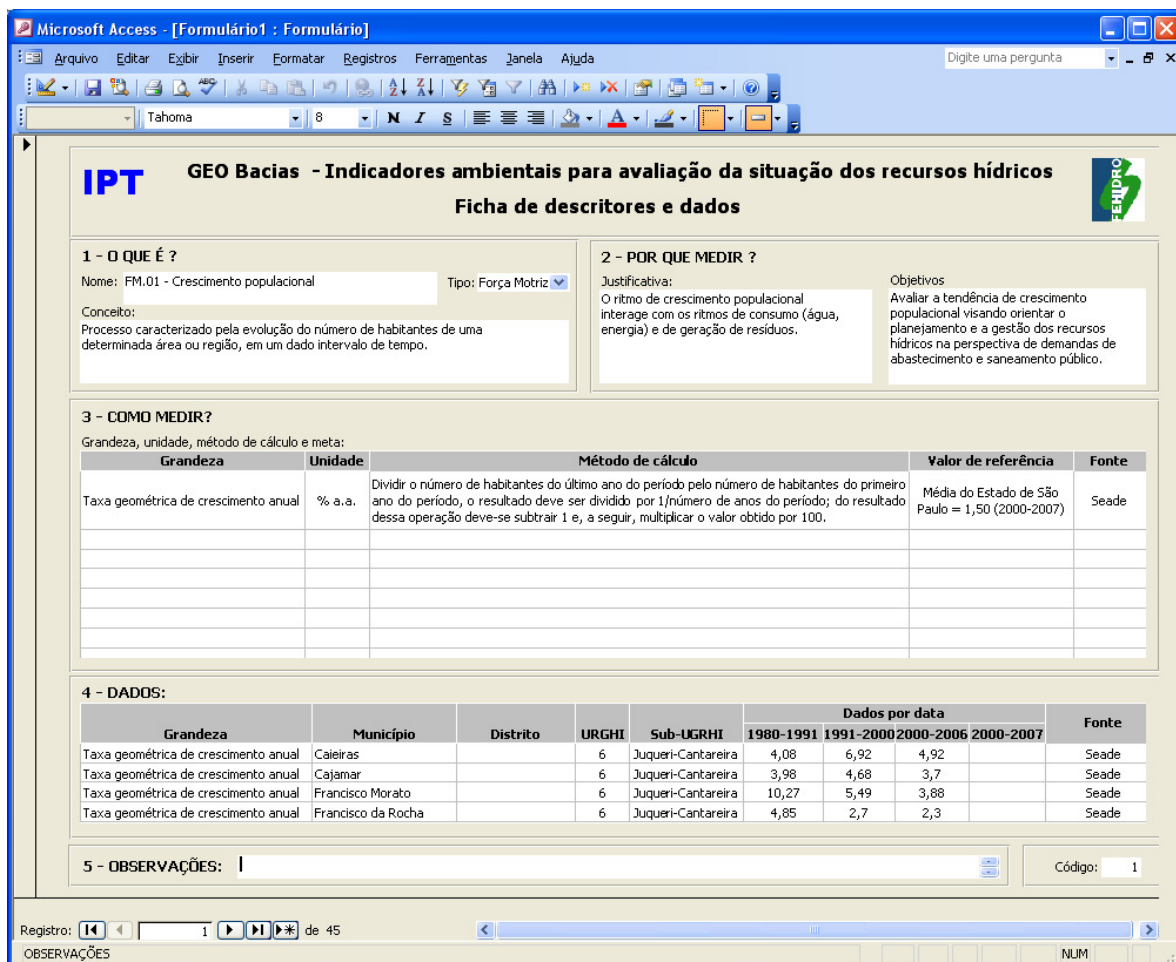 Microsoft Access - [Formulário1 : Formulário]
Arquivo Editar Exibir Inserir Formatar Registros Ferramentas Janela Ajuda Digite uma pergunta
Tahoma 8 N I S
IPT
GEO Bacias - Indicadores ambientais para avaliação da situação dos recursos hídricos
Ficha de descritores e dados
FEHIDRO
1 - O QUE É ?
Nome: FM.01 - Crescimento populacional Tipo: Força Motriz
Conceito:
Processo caracterizado pela evolução do número de habitantes de uma
determinada área ou região, em um dado intervalo de tempo.
2 - POR QUE MEDIR ?
Justificativa:
O ritmo de crescimento populacional
interage com os ritmos de consumo (água,
energia) e de geração de resíduos.
Objetivos
Avaliar a tendência de crescimento
populacional visando orientar o
planejamento e a gestão dos recursos
hídricos na perspectiva de demandas de
abastecimento e saneamento público.
3 - COMO MEDIR?
Grandeza, unidade, método de cálculo e meta:
Grandeza Unidade Método de cálculo Valor de referência Fonte
Taxa geométrica de crescimento anual
% a.a.
Dividir o número de habitantes do último ano do período pelo número de habitantes do primeiro
ano do período, o resultado deve ser dividido por 1/número de anos do período; do resultado
dessa operação deve-se subtrair 1 e, a seguir, multiplicar o valor obtido por 100.
Média do Estado de São
Paulo = 1,50 (2000-2007)
Seade
4 - DADOS:
Dados por data
Grandeza Município Distrito URGHI Sub-UGRHI 1980-1991 1991-2000 2000-2006 2000-2007 Fonte
Taxa geométrica de crescimento anual Caieiras 6 Juqueri-Cantareira 4,08 6,92 4,92 Seade
Taxa geométrica de crescimento anual Cajamar 6 Juqueri-Cantareira 3,98 4,68 3,7 Seade
Taxa geométrica de crescimento anual Francisco Morato 6 Juqueri-Cantareira 10,27 5,49 3,88 Seade
Taxa geométrica de crescimento anual Francisco da Rocha 6 Juqueri-Cantareira 4,85 2,7 2,3 Seade
5 - OBSERVAÇÕES:
Código: 1
Registro: 1 de 45
OBSERVAÇÕES NUM